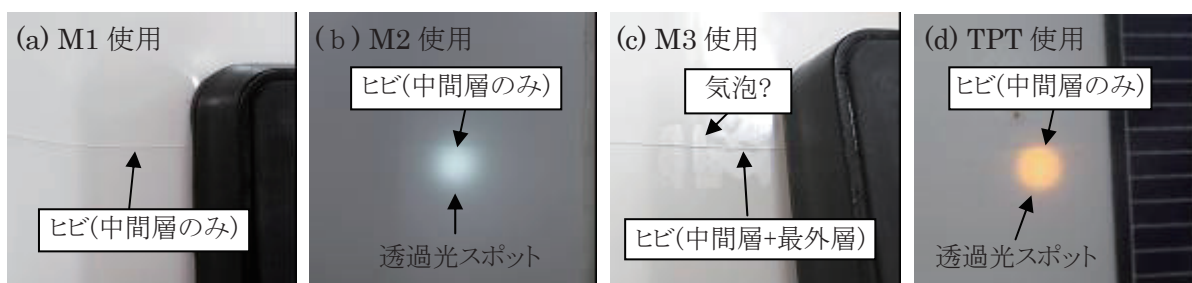 (a) M1 使用
ヒビ(中間層のみ)
(ｂ) M2 使用
ヒビ(中間層のみ)
透過光スポット
(c) M3 使用
気泡?
ヒビ(中間層+最外層)
(d) TPT 使用
ヒビ(中間層のみ)
透過光スポット